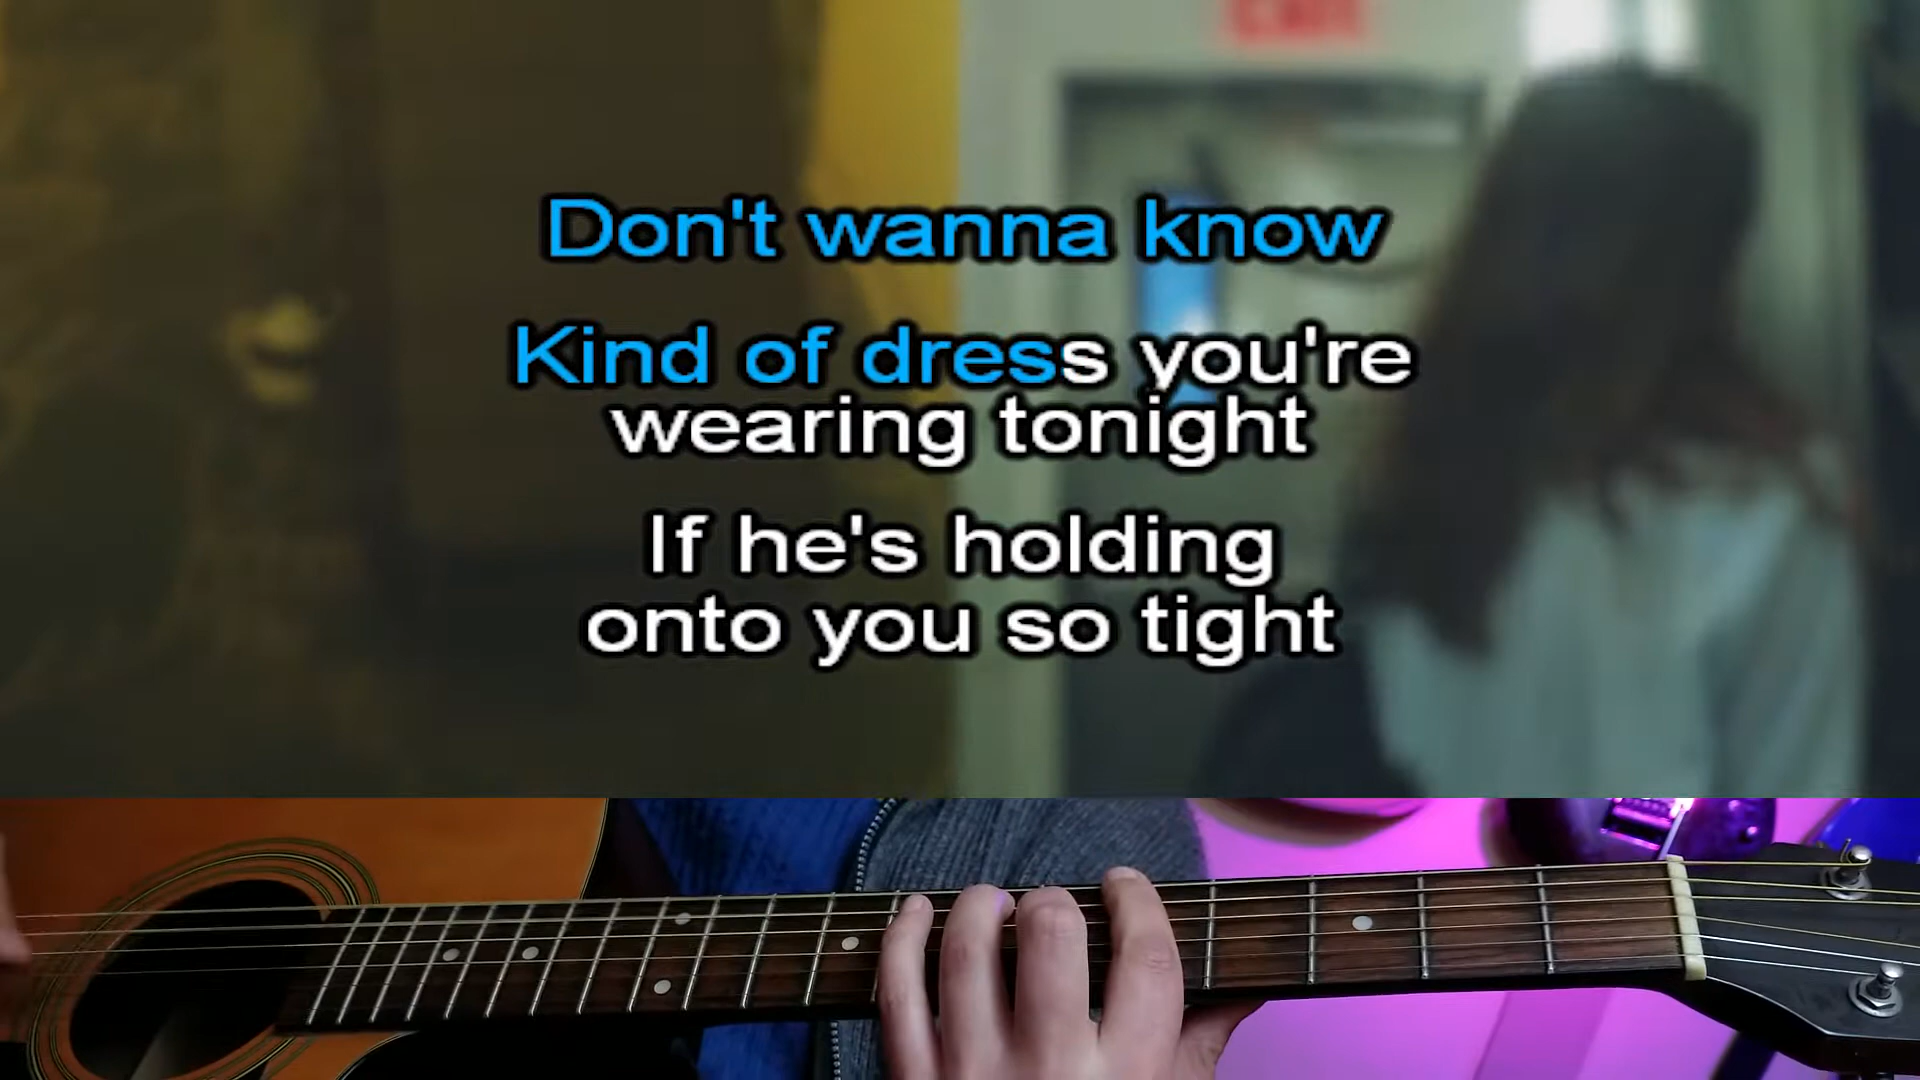 Don't wanna know
Kind of dress you're
wearing tonight
If he's holding
onto you so tight